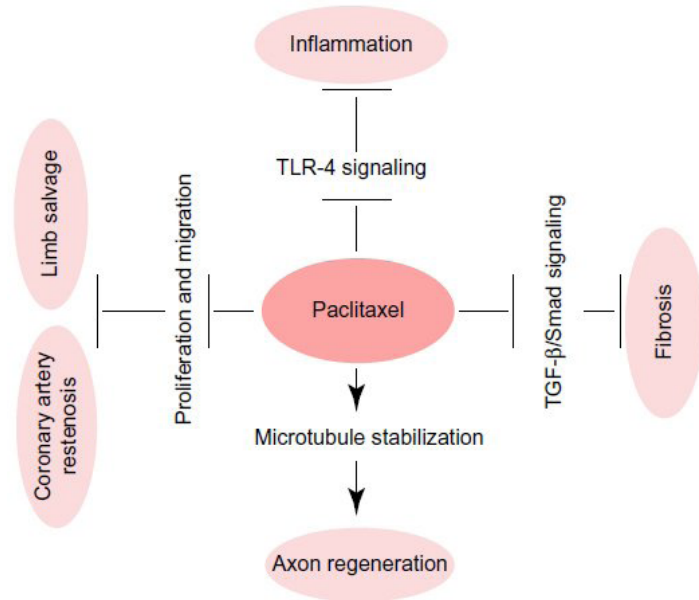 Inflammation
TLR-4 signaling
Limb salvage
Coronary artery
restenosis
Proliferation and migration
Paclitaxel
TGF-β/Smad signaling
Fibrosis
Microtubule stabilization
Axon regeneration